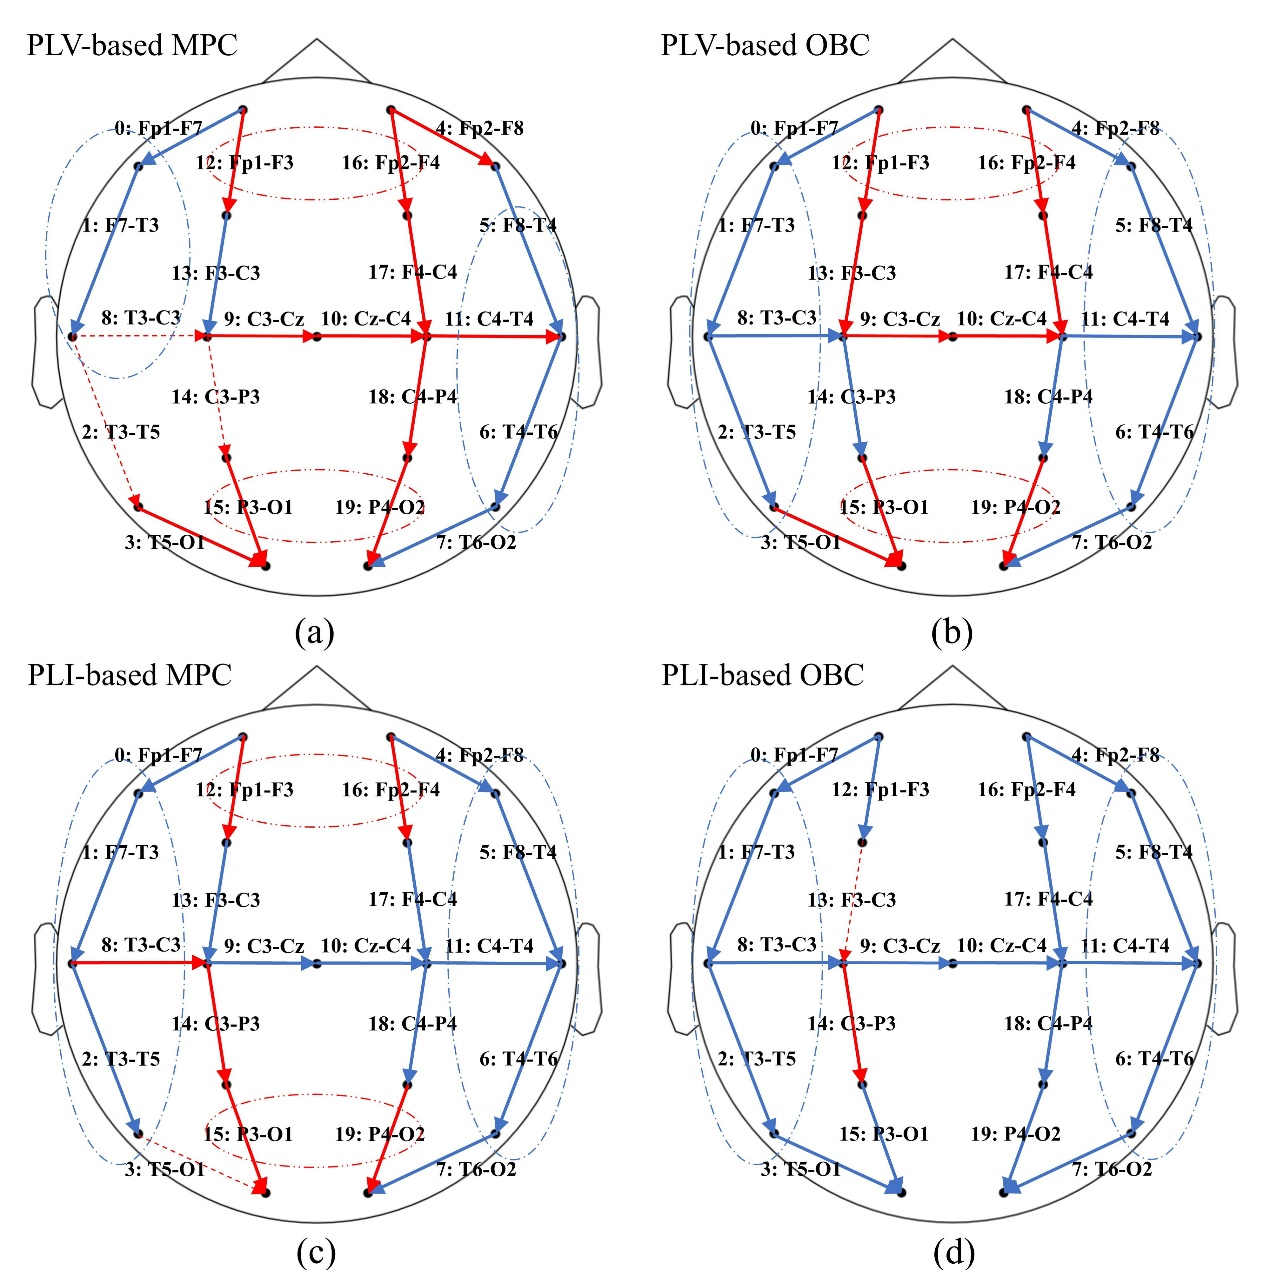 PLV-based MPC
0: Fp1-F7
4: Fp2-F8
12: Fp1-F3
16: Fp2-F4
1: F7-T3
5: F8-T4
13: F3-C3
17: F4-C4
8: T3-C3
9: C3-Cz
10: Cz-C4
11: C4-T4
14: C3-P3
18: C4-P4
2: T3-T5
6: T4-T6
15: P3-O1
19: P4-O2
3: T5-O1
7: T6-O2
(a)
PLV-based OBC
0: Fp1-F7
4: Fp2-F8
12: Fp1-F3
16: Fp2-F4
1: F7-T3
5: F8-T4
13: F3-C3
17: F4-C4
8: T3-C3
9: C3-Cz
10: Cz-C4
11: C4-T4
14: C3-P3
18: C4-P4
2: T3-T5
6: T4-T6
15: P3-O1
19: P4-O2
3: T5-O1
7: T6-O2
(b)
PLI-based MPC
0: Fp1-F7
4: Fp2-F8
12: Fp1-F3
16: Fp2-F4
1: F7-T3
5: F8-T4
13: F3-C3
17: F4-C4
8: T3-C3
9: C3-Cz
10: Cz-C4
11: C4-T4
14: C3-P3
18: C4-P4
2: T3-T5
6: T4-T6
15: P3-O1
19: P4-O2
3: T5-O1
7: T6-O2
(c)
PLI-based OBC
0: Fp1-F7
4: Fp2-F8
12: Fp1-F3
16: Fp2-F4
1: F7-T3
5: F8-T4
13: F3-C3
17: F4-C4
8: T3-C3
9: C3-Cz
10: Cz-C4
11: C4-T4
14: C3-P3
18: C4-P4
2: T3-T5
6: T4-T6
15: P3-O1
19: P4-O2
3: T5-O1
7: T6-O2
(d)